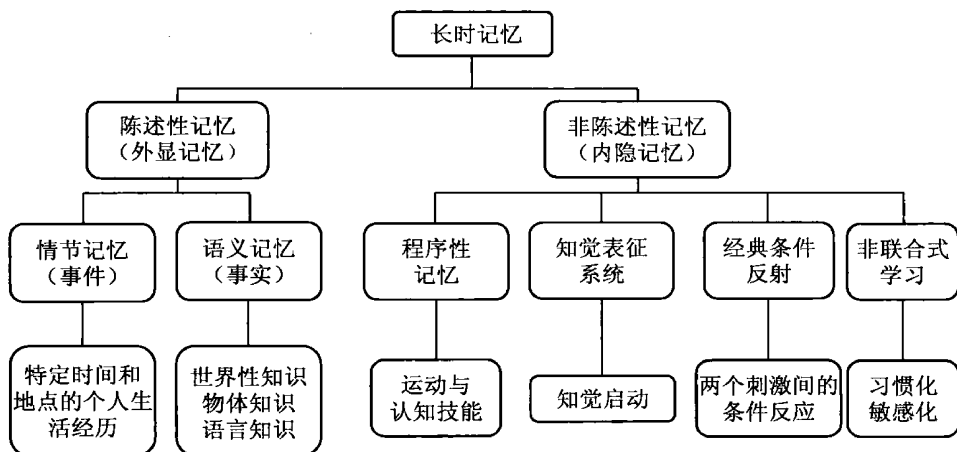 长时记忆
陈述性记忆
（外显记忆）
非陈述性记忆
（内隐记忆）
情节记忆
（事件）
语义记忆
（事实）
程序性
记忆
知觉表征
系统
经典条件
反射
非联合式
学习
特定时间和
地点的个人生
活经历
世界性知识
物体知识
语言知识
运动与
认知技能
知觉启动
两个刺激间的
条件反应
习惯化
敏感化